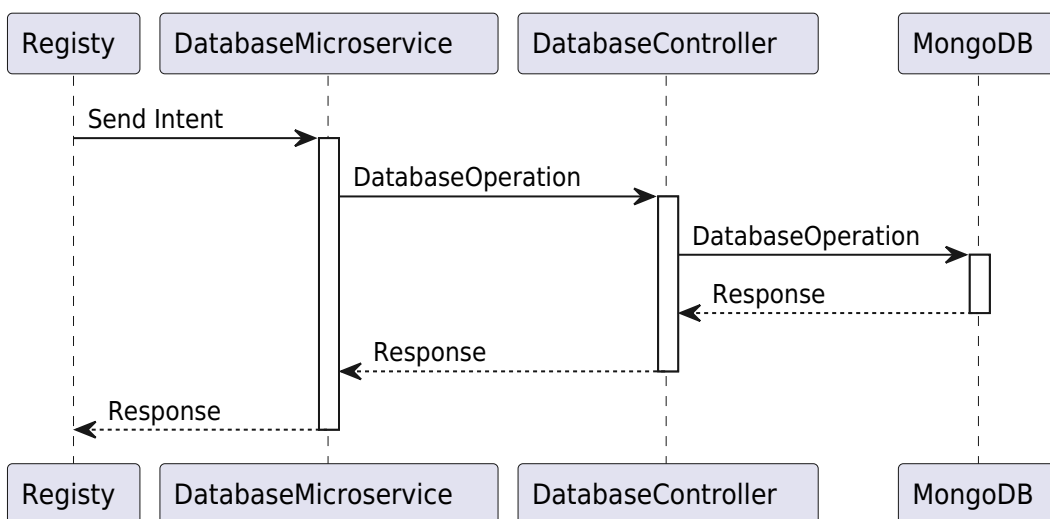 Registy DatabaseMicroservice DatabaseController MongoDB
Send Intent
DatabaseOperation
DatabaseOperation
Response
Response
Response
Registy DatabaseMicroservice DatabaseController MongoDB